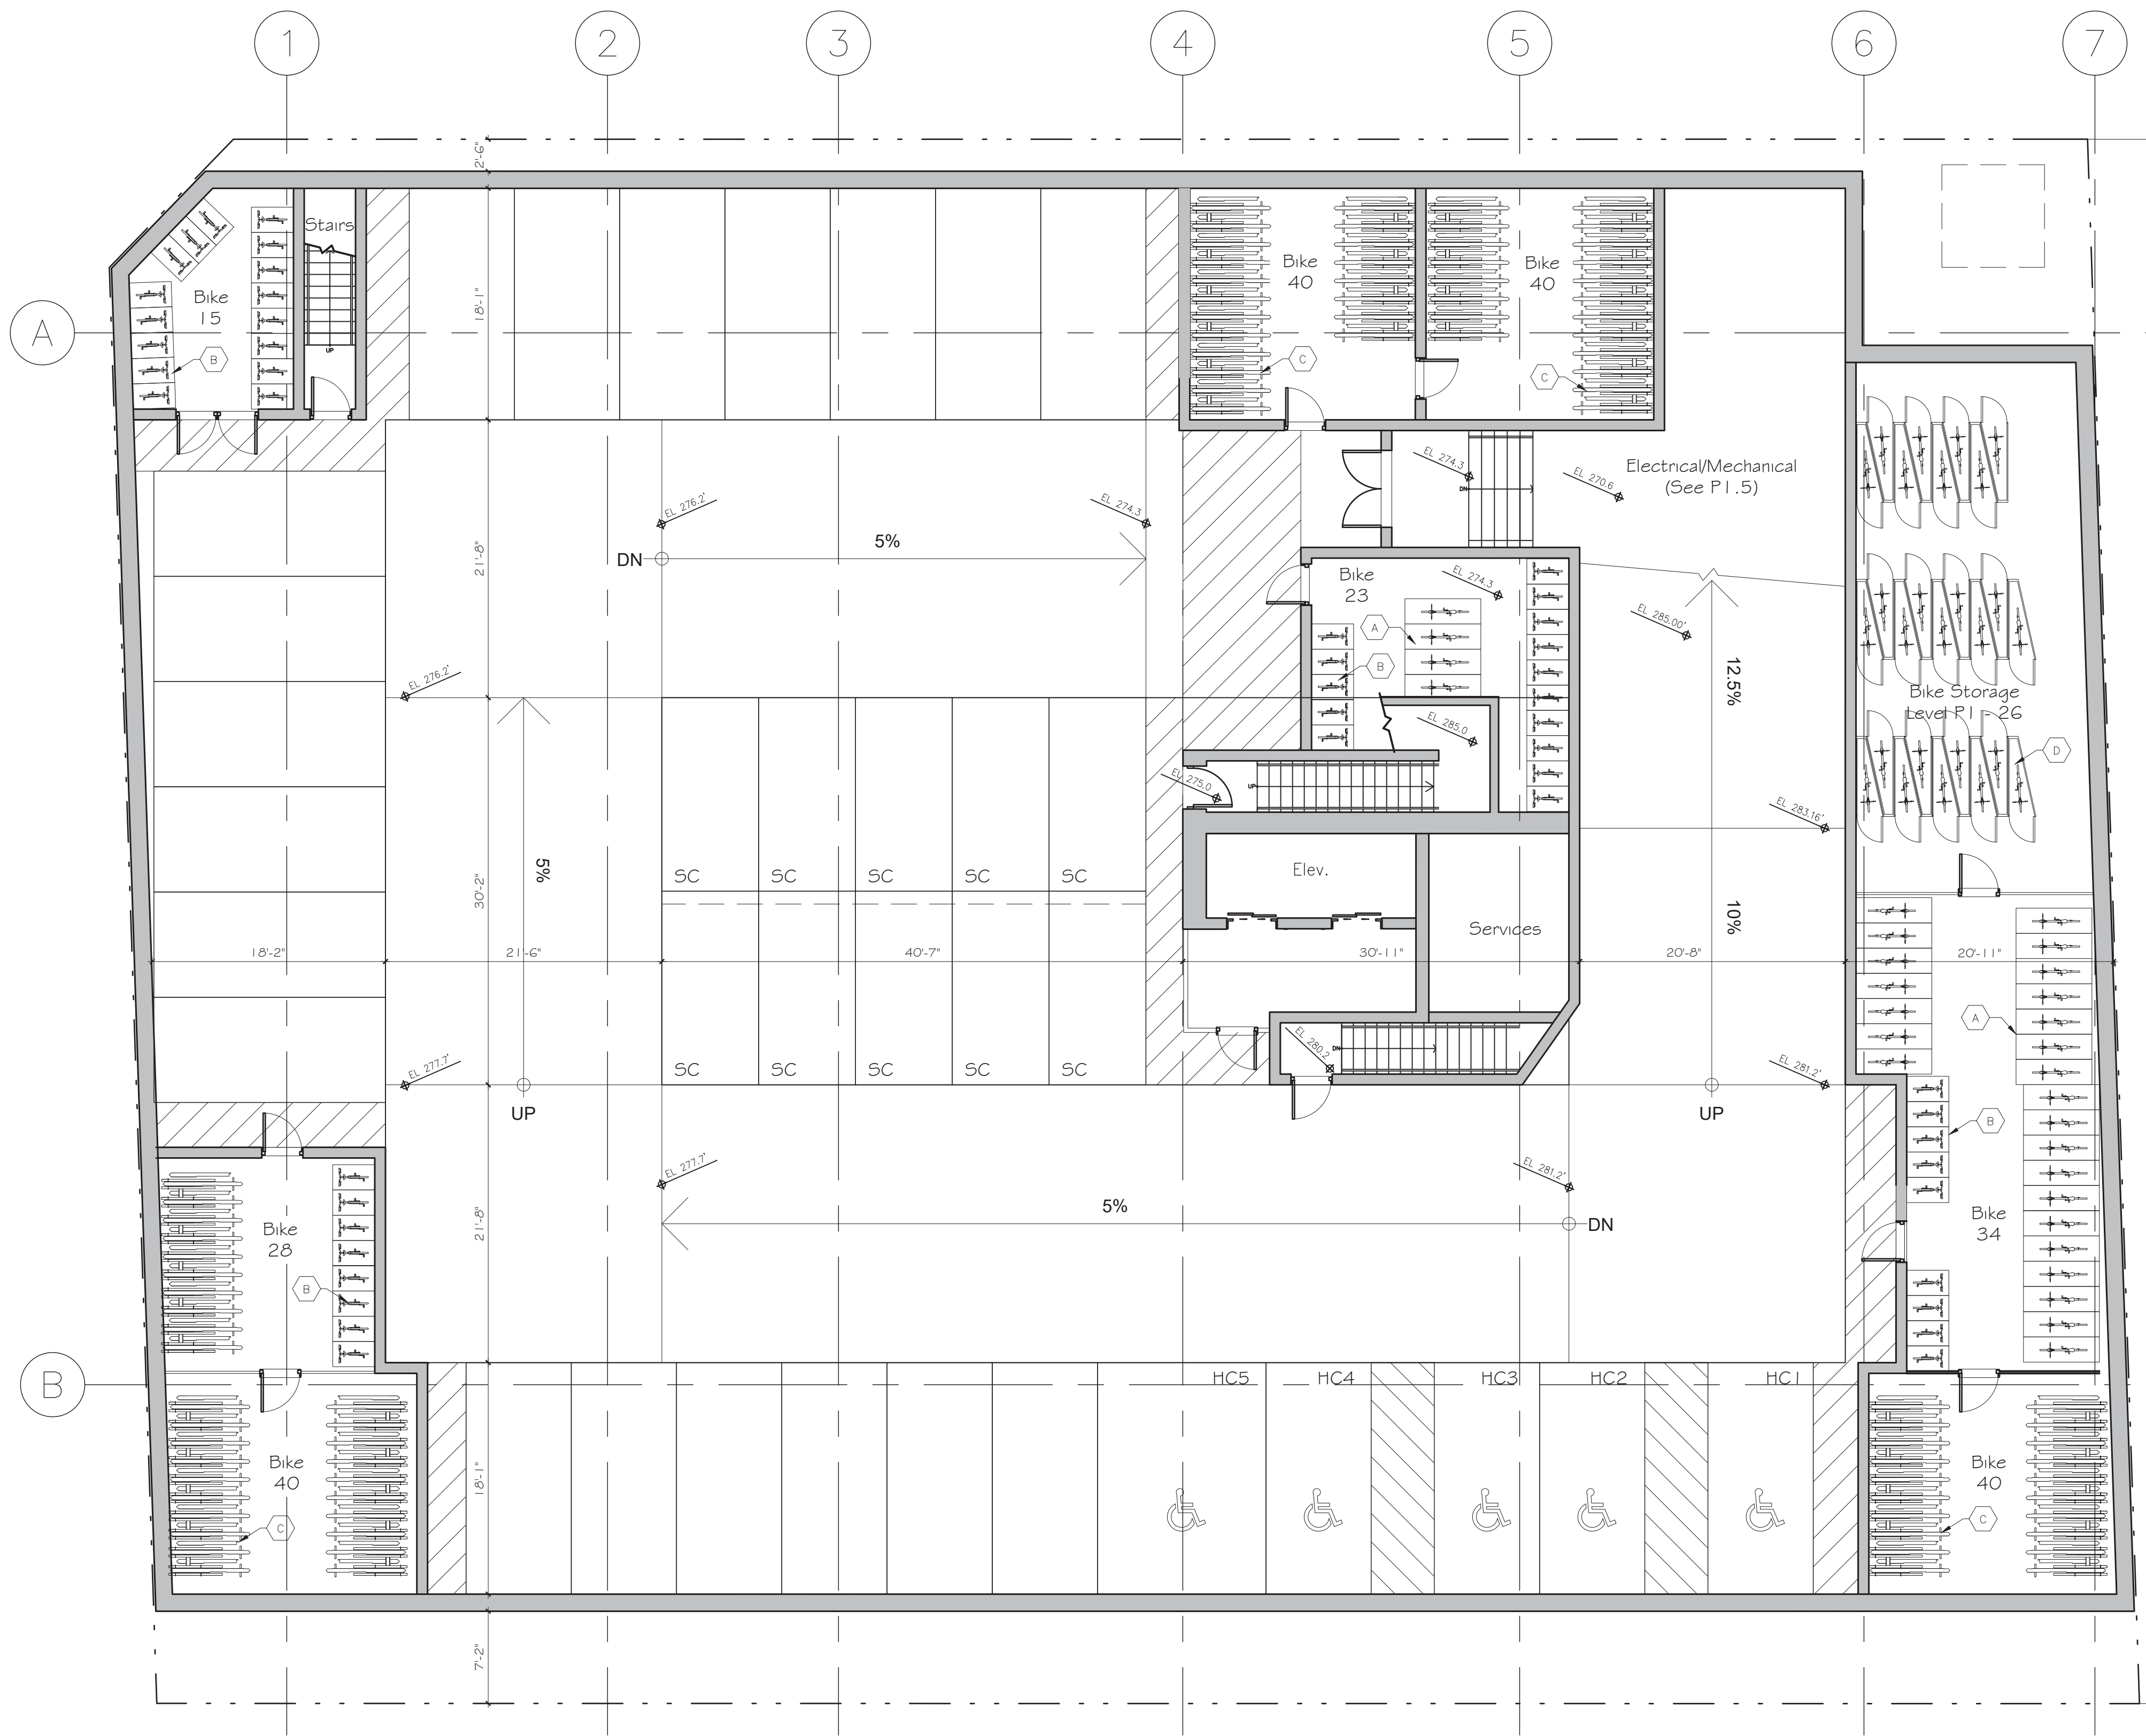 1
2
3
4
5
6
7
2'-6"
Stairs
UP
Bike
15
B
A
18'-1"
Bike
40
C
Bike
40
C
EL 276.2'
EL 274.3
DN
5%
21'-8"
EL 274.3
DN
EL 270.6
Electrical/Mechanical
(See P1.5)
Bike
23
EL 274.3
A
B
EL 285.00'
12.5%
EL 276.2'
EL 285.0
EL 275.0
UP
Bike Storage
Level P1 - 26
D
EL 283.16'
5%
30'-2"
SC
SC
SC
SC
SC
Elev.
Services
10%
18'-2"
21'-6"
40'-7"
30'-11"
20'-8"
20'-11"
A
EL 280.2
DN
EL 277.7'
SC
SC
SC
SC
SC
EL 281.2'
UP
UP
B
EL 277.7'
EL 281.2'
5%
DN
21'-8"
Bike
28
B
Bike
34
B
HC5
HC4
HC3
HC2
HC1
18'-1"
Bike
40
C
Bike
40
C
7'-2"